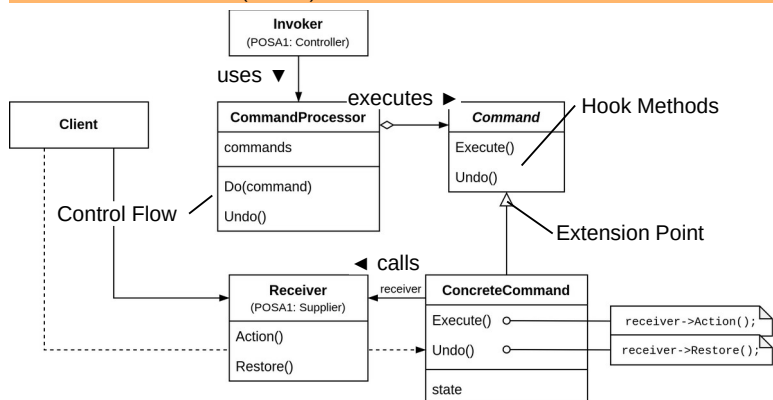 Invoker
(POSA1: Controller)
uses ▼
executes ►
Client
CommandProcessor
commands
Do(command)
Undo()
Command
Execute()
Undo()
Hook Methods
Control Flow
Extension Point
◄ calls
Receiver
(POSA1: Supplier)
Action()
Restore()
receiver
ConcreteCommand
Execute()
Undo()
state
receiver->Action();
receiver->Restore();